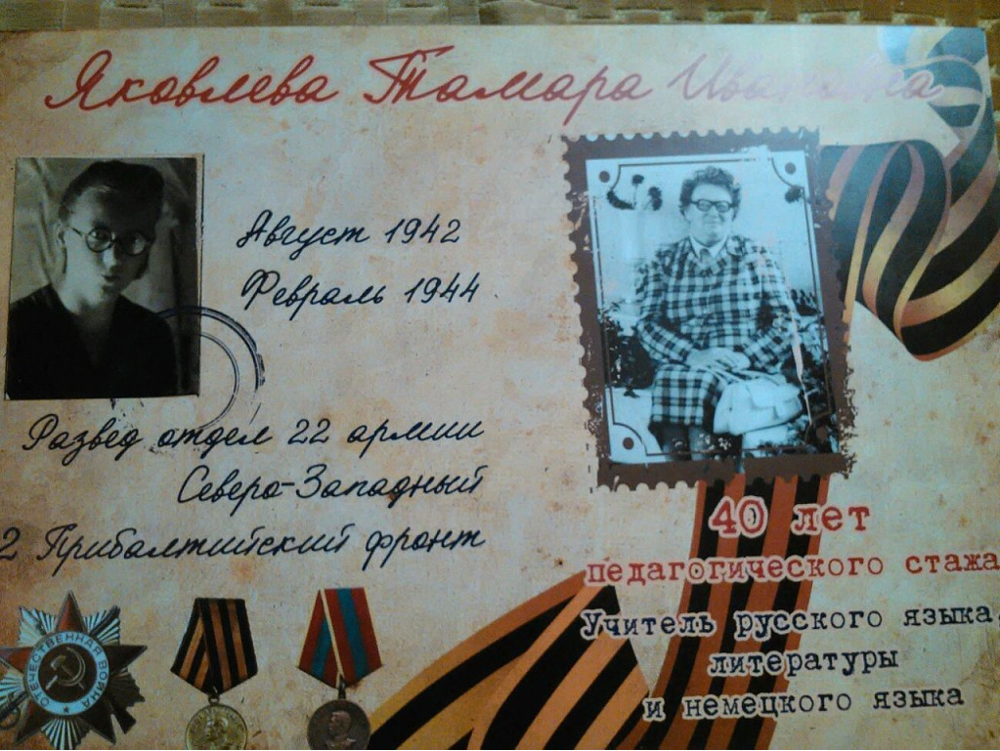 Яковлева Тамара Ивановна
Август 1942
Февраль 1944
Развед отдел 22 армии
Северо-Западный
2 Прибалтийский фронт
40 лет
педагогического стажа
Учитель русского языка
литературы
и немецкого языка
ОТЕЧЕСТВЕННАЯ ВОЙНА